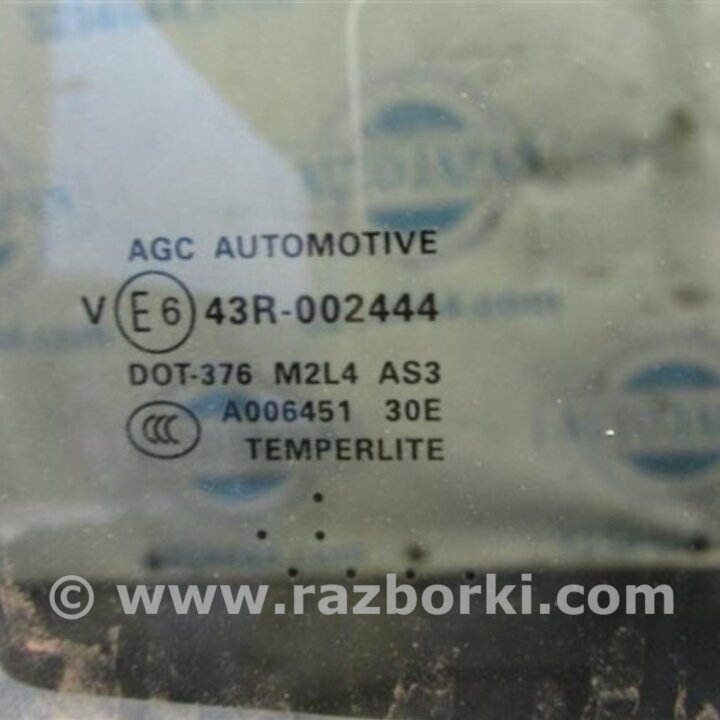 AGC AUTOMOTIVE
V E6 43R-002444
DOT-376 M2L4 AS3
CCC A006451 30E
TEMPERLITE
© www.razborki.com